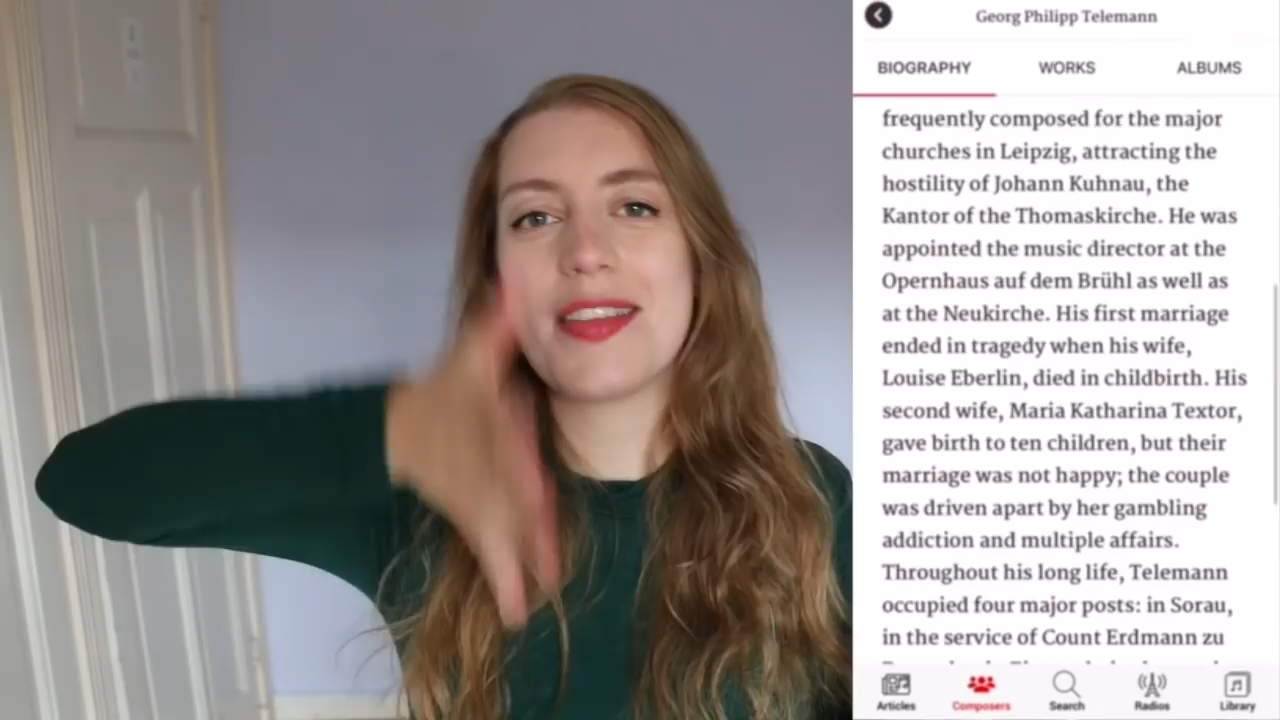 Georg Philipp Telemann
BIOGRAPHY WORKS ALBUMS
frequently composed for the major
churches in Leipzig, attracting the
hostility of Johann Kuhnau, the
Kantor of the Thomaskirche. He was
appointed the music director at the
Opernhaus auf dem Brühl as well as
at the Neukirche. His first marriage
ended in tragedy when his wife,
Louise Eberlin, died in childbirth. His
second wife, Maria Katharina Textor,
gave birth to ten children, but their
marriage was not happy; the couple
was driven apart by her gambling
addiction and multiple affairs.
Throughout his long life, Telemann
occupied four major posts: in Sorau,
in the service of Count Erdmann zu
Articles Composers Search Radios Library